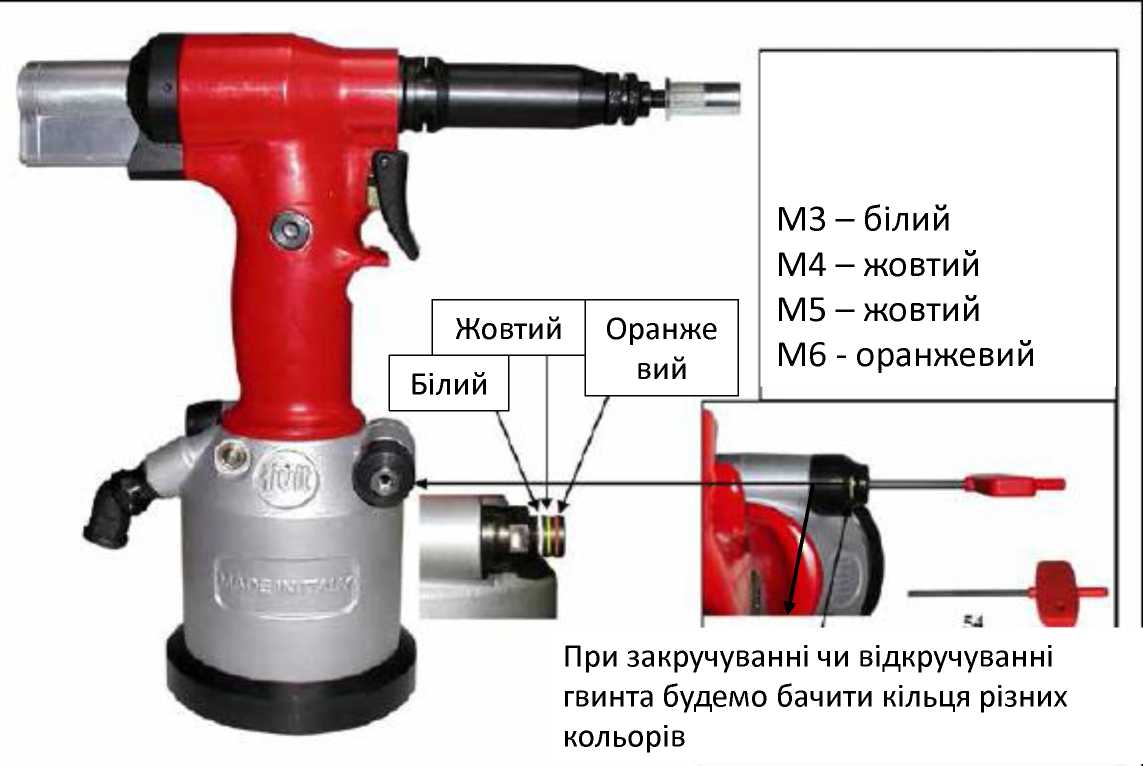 М3 – білий
М4 – жовтий
М5 – жовтий
М6 - оранжевий
Жовтий
Оранже
вий
Білий
MADE IN ITALY
54
При закручуванні чи відкручуванні
гвинта будемо бачити кільця різних
кольорів